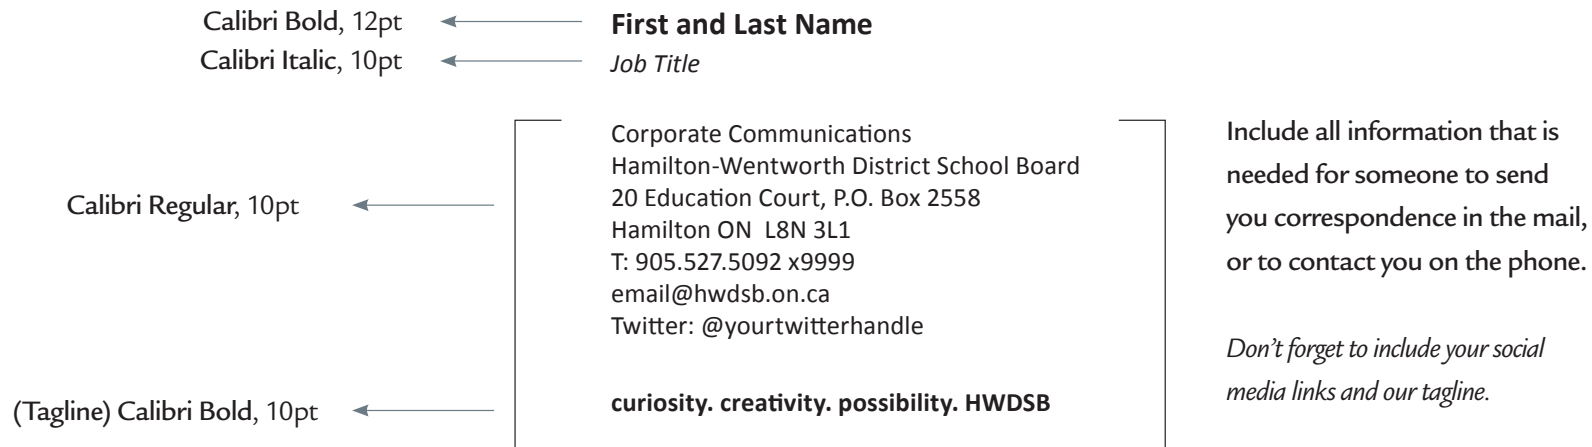 Calibri Bold, 12pt
First and Last Name
Calibri Italic, 10pt
Job Title
Corporate Communications
Hamilton-Wentworth District School Board
20 Education Court, P.O. Box 2558
Hamilton ON  L8N 3L1
T: 905.527.5092 x9999
email@hwdsb.on.ca
Twitter: @yourtwitterhandle
Calibri Regular, 10pt
Include all information that is
needed for someone to send
you correspondence in the mail,
or to contact you on the phone.
Don't forget to include your social
media links and our tagline.
(Tagline) Calibri Bold, 10pt
curiosity. creativity. possibility. HWDSB